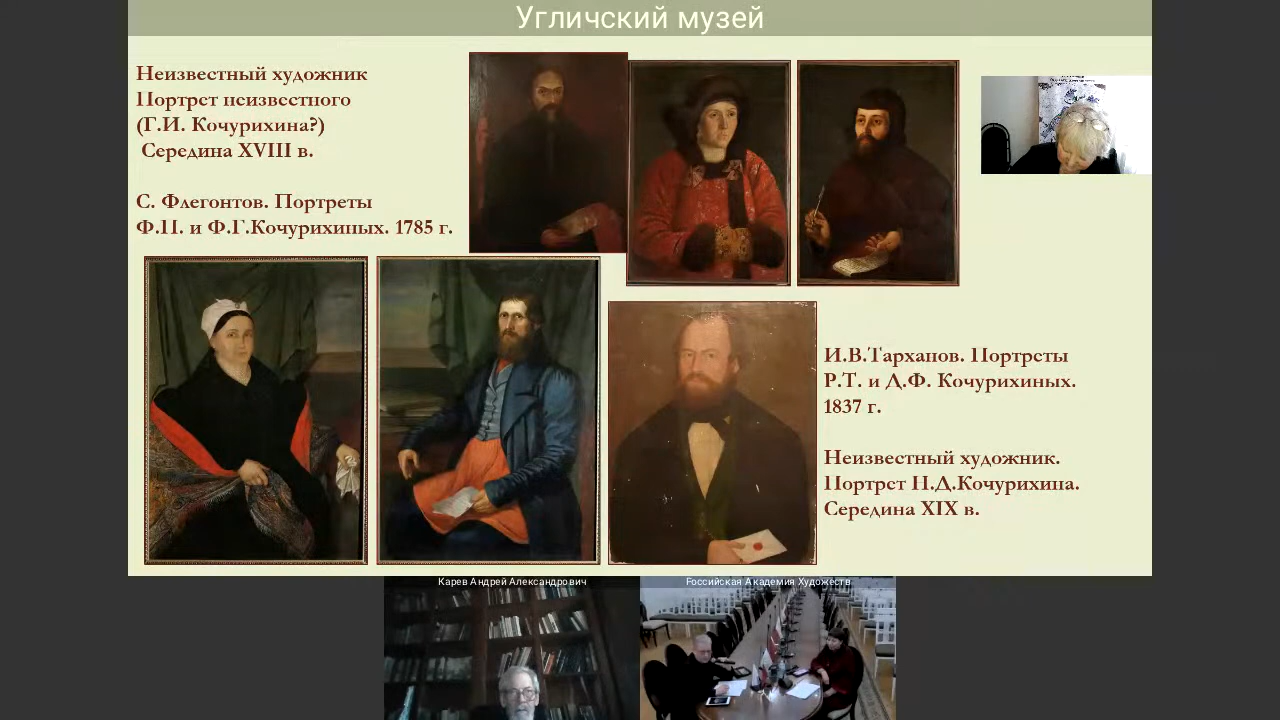 Угличский музей
Неизвестный художник
Портрет неизвестного
(Г.И. Кочурихина?)
Середина XVIII в.
С. Флегонтов. Портреты
Ф.П. и Ф.Г.Кочурихиных. 1785 г.
И.В.Тарханов. Портреты
Р.Т. и Д.Ф. Кочурихиных.
1837 г.
Неизвестный художник.
Портрет Н.Д.Кочурихина.
Середина XIX в.
Карев Андрей Александрович
Российская Академия Художеств